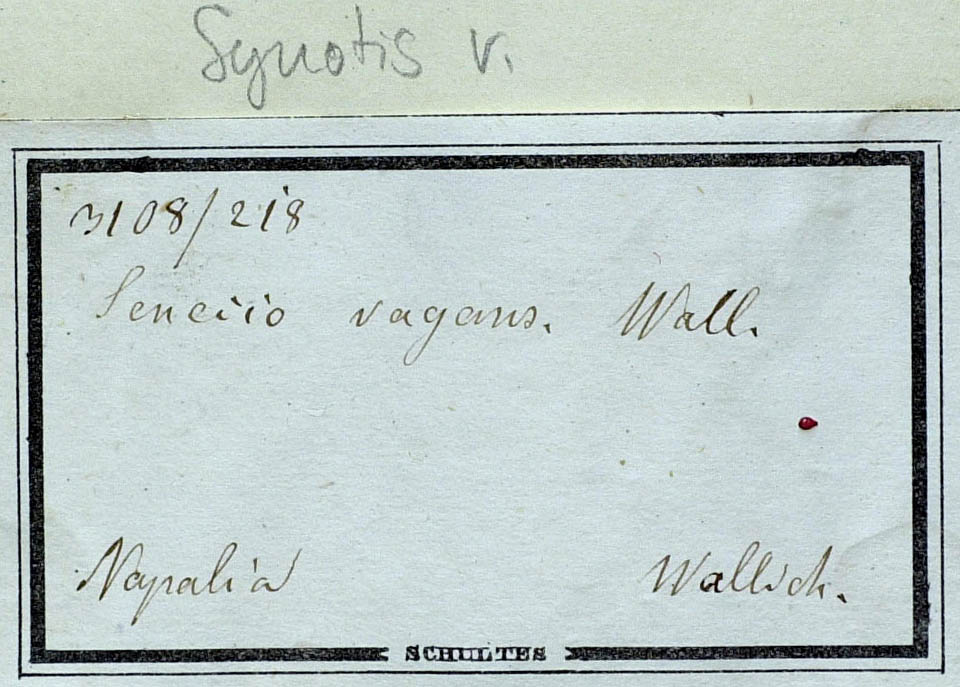 Synotis v.
3108/218
Senecio vagans. Wall.
Napalia Wallich.
SCHULTES